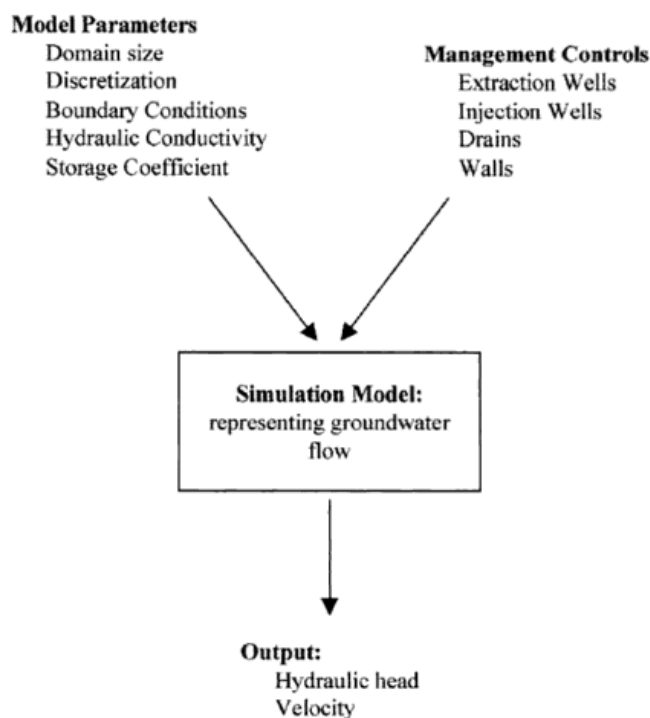 Model Parameters
Domain size
Discretization
Boundary Conditions
Hydraulic Conductivity
Storage Coefficient
Management Controls
Extraction Wells
Injection Wells
Drains
Walls
Simulation Model:
representing groundwater
flow
Output:
Hydraulic head
Velocity